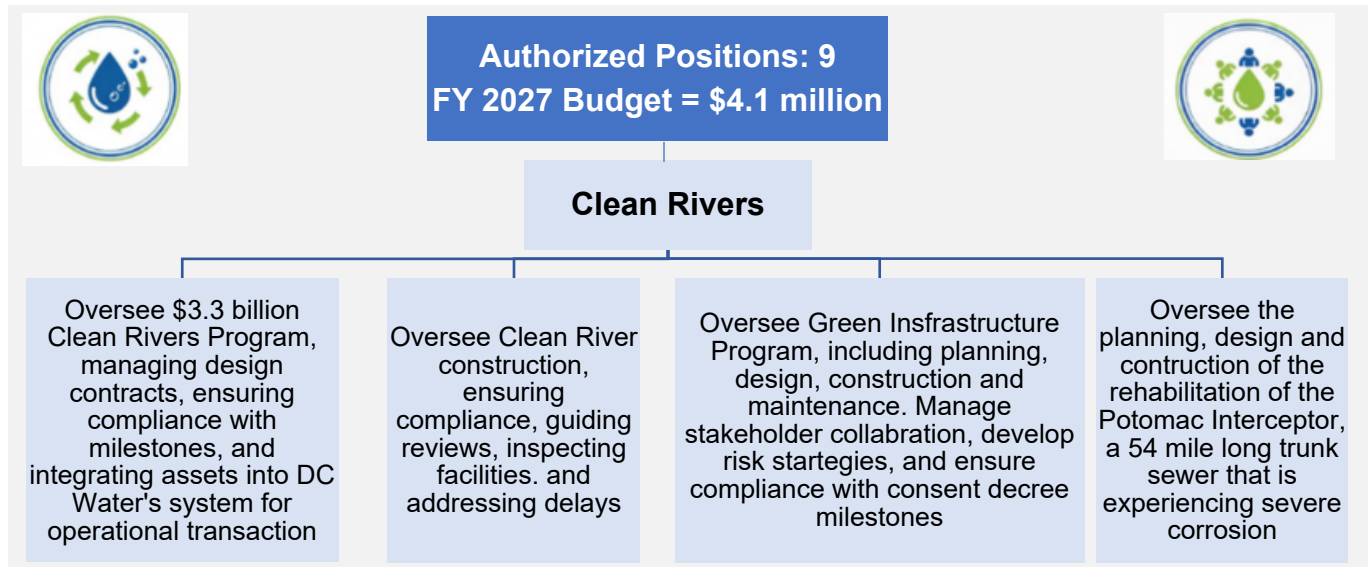 Authorized Positions: 9
FY 2027 Budget = $4.1 million
Clean Rivers
Oversee $3.3 billion
Clean Rivers Program,
managing design
contracts, ensuring
compliance with
milestones, and
integrating assets into DC
Water's system for
operational transaction
Oversee Clean River
construction,
ensuring
compliance, guiding
reviews, inspecting
facilities. and
addressing delays
Oversee Green Insfrastructure
Program, including planning,
design, construction and
maintenance. Manage
stakeholder collabration, develop
risk startegies, and ensure
compliance with consent decree
milestones
Oversee the
planning, design and
contruction of the
rehabilitation of the
Potomac Interceptor,
a 54 mile long trunk
sewer that is
experiencing severe
corrosion